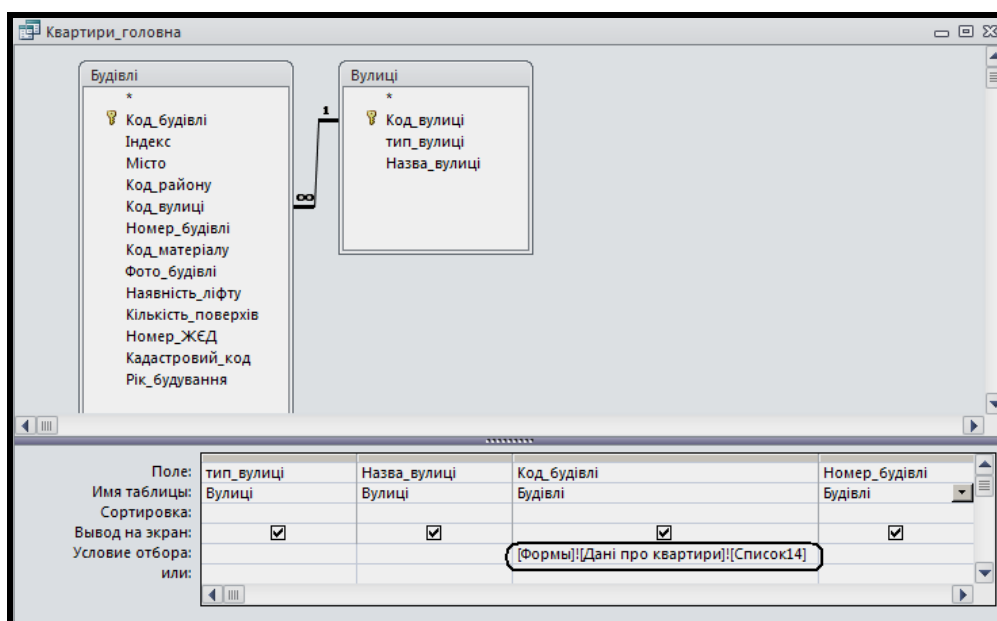 Квартири_головна
Будівлі
*
Код_будівлі
Індекс
Місто
Код_району
Код_вулиці
Номер_будівлі
Код_матеріалу
Фото_будівлі
Наявність_ліфту
Кількість_поверхів
Номер_ЖЄД
Кадастровий_код
Рік_будування
1
∞
Вулиці
*
Код_вулиці
тип_вулиці
Назва_вулиці
Поле: тип_вулиці Назва_вулиці Код_будівлі Номер_будівлі
Имя таблицы: Вулиці Вулиці Будівлі Будівлі
Сортировка:
Вывод на экран:
Условие отбора: [Формы]![Дані про квартири]![Список14]
или: